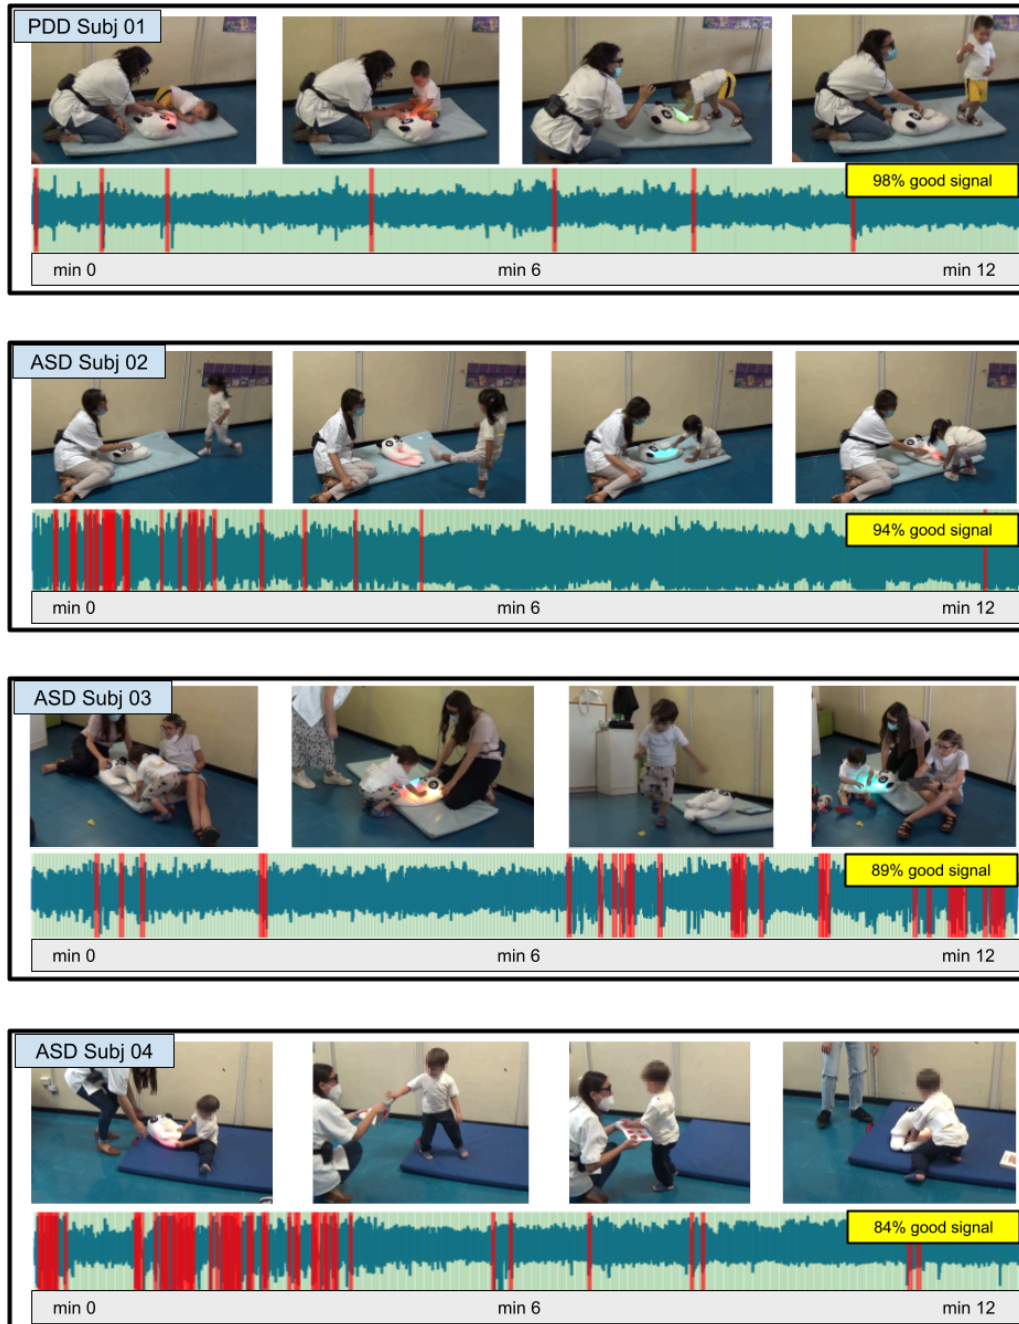 PDD Subj 01
98% good signal
min 0 min 6 min 12
ASD Subj 02
94% good signal
min 0 min 6 min 12
ASD Subj 03
89% good signal
min 0 min 6 min 12
ASD Subj 04
84% good signal
min 0 min 6 min 12